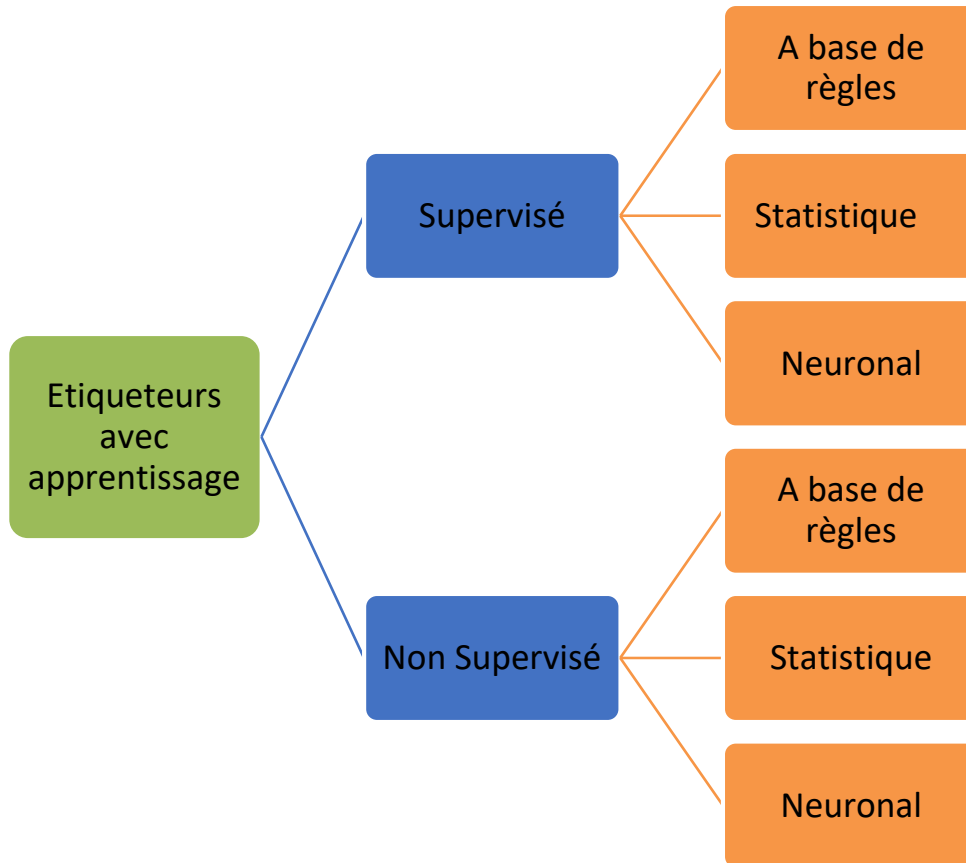 A base de
règles
Supervisé
Statistique
Neuronal
Etiqueteurs
avec
apprentissage
A base de
règles
Non Supervisé
Statistique
Neuronal